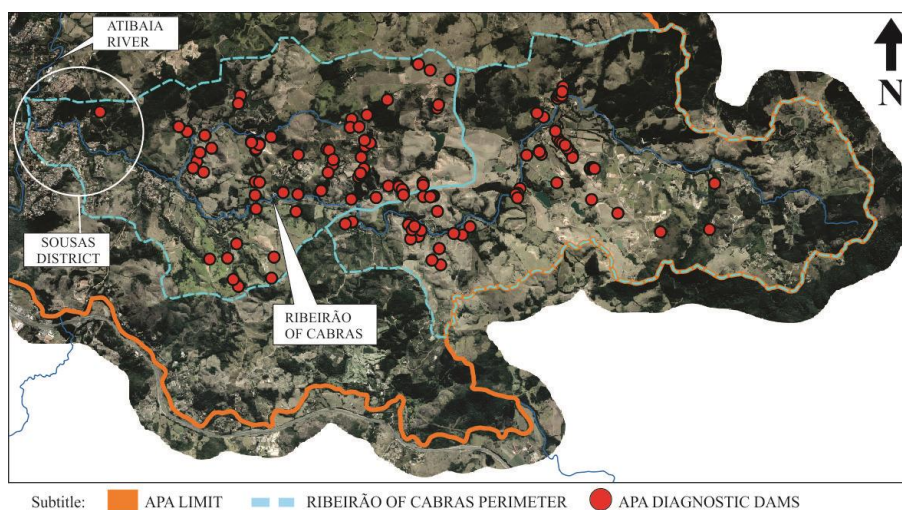 ATIBAIA
RIVER
N
SOUSAS
DISTRICT
RIBEIRÃO
OF CABRAS
Subtitle: APA LIMIT RIBEIRÃO OF CABRAS PERIMETER APA DIAGNOSTIC DAMS